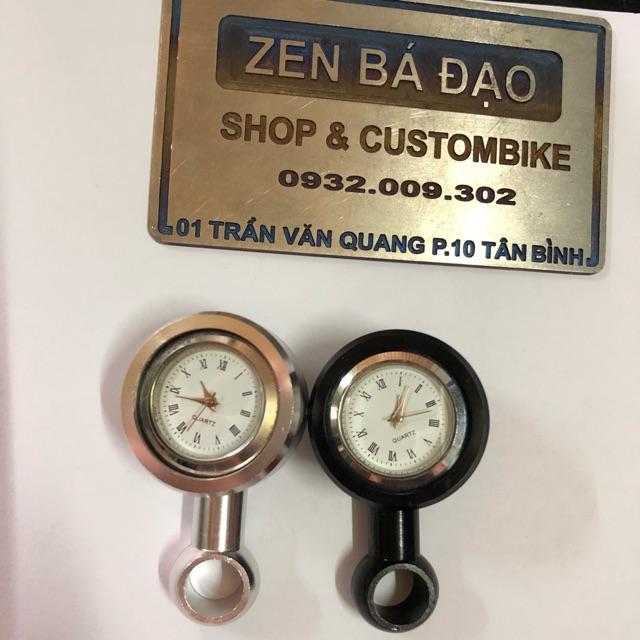 ZEN BÁ ĐẠO
SHOP & CUSTOMBIKE
0932.009.302
01 TRẦN VĂN QUANG P.10 TÂN BÌNH
QUARTZ
QUARTZ